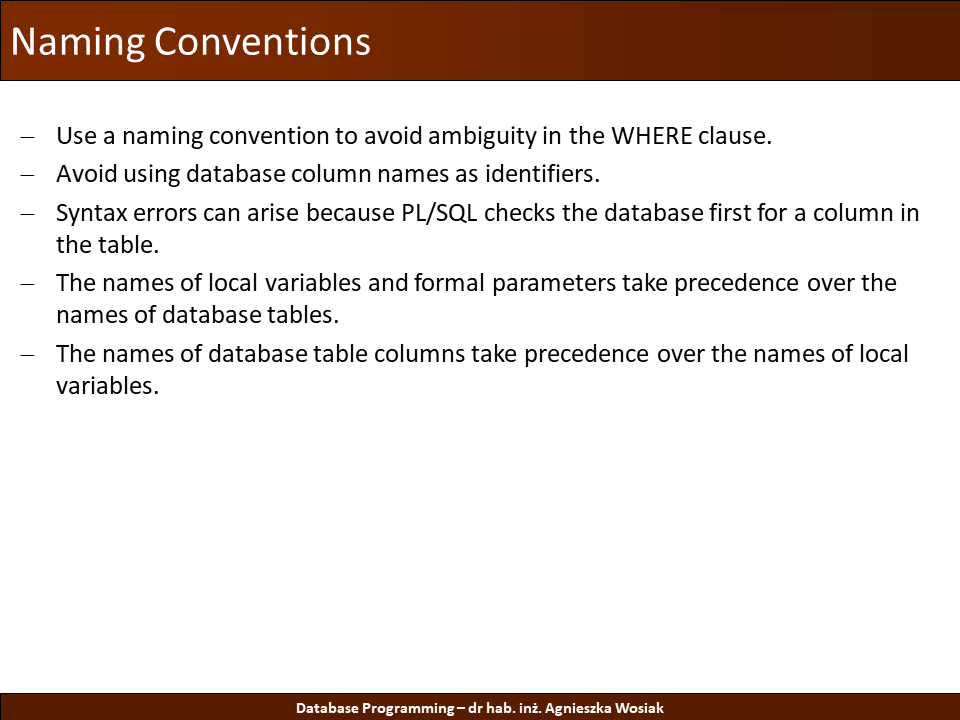 Naming Conventions
– Use a naming convention to avoid ambiguity in the WHERE clause.
– Avoid using database column names as identifiers.
– Syntax errors can arise because PL/SQL checks the database first for a column in
the table.
– The names of local variables and formal parameters take precedence over the
names of database tables.
– The names of database table columns take precedence over the names of local
variables.
Database Programming – dr hab. inż. Agnieszka Wosiak